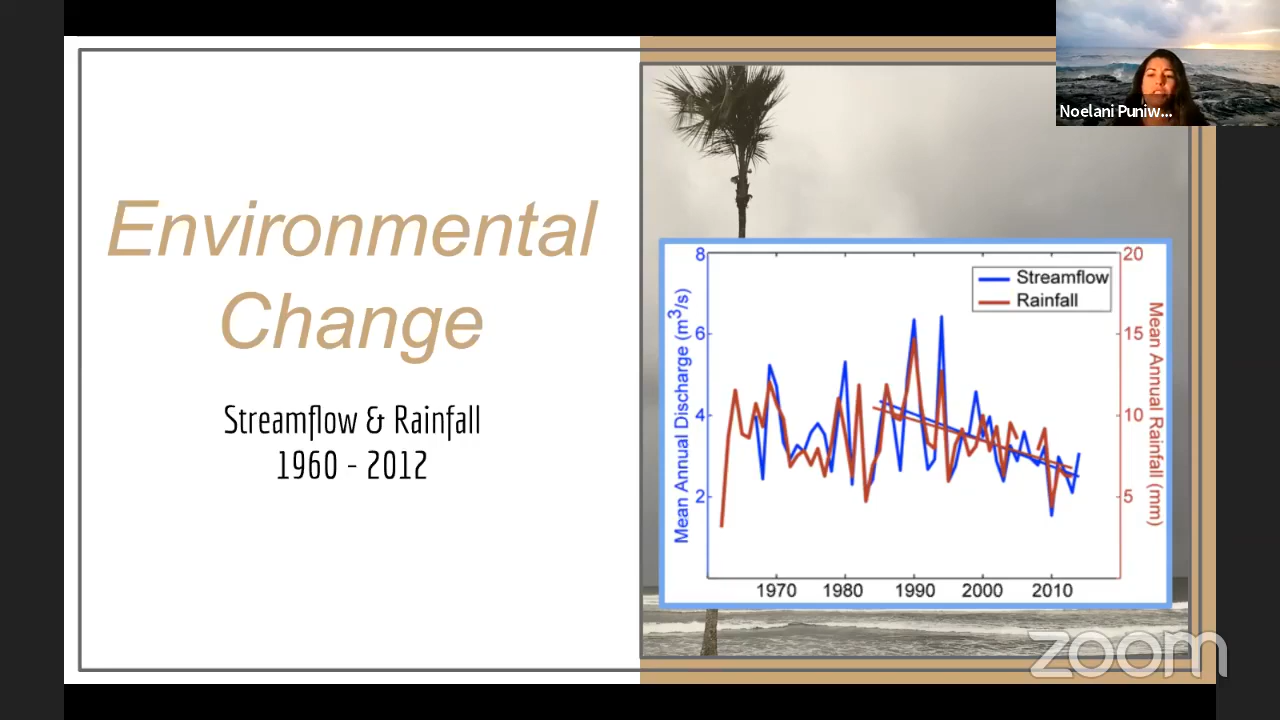 Noelani Puniw...
Environmental
Change
Streamflow & Rainfall
1960 - 2012
Streamflow
Rainfall
Mean Annual Discharge (m³/s)
8
6
4
2
Mean Annual Rainfall (mm)
20
15
10
5
1970 1980 1990 2000 2010
zoom